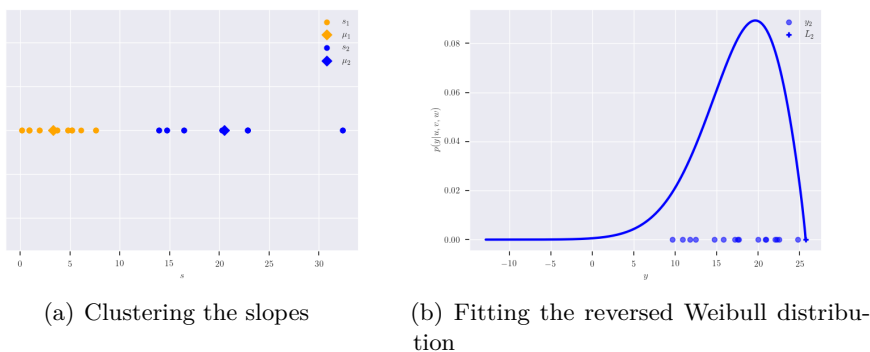 s₁
μ₁
s₂
μ₂
0 5 10 15 20 25 30
s
y₂
L₂
0.08
0.06
0.04
0.02
0.00
p(y|u, v, w)
−10 −5 0 5 10 15 20 25
y
(a) Clustering the slopes
(b) Fitting the reversed Weibull distribu-
tion